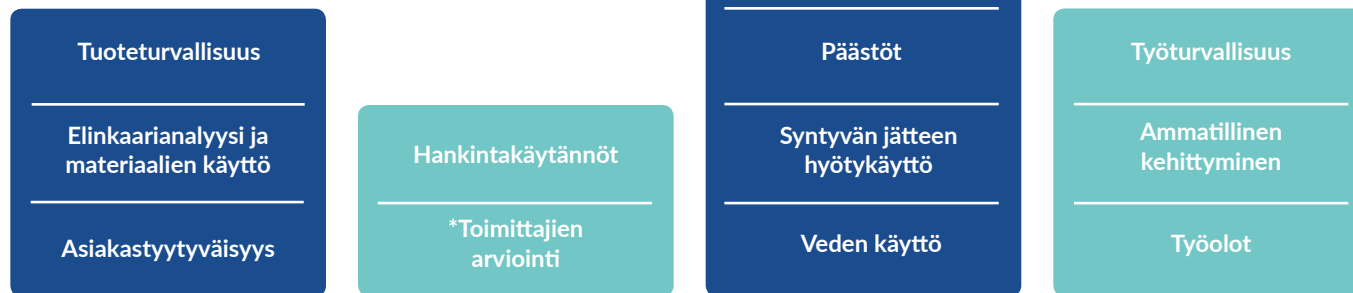 Tuoteturvallisuus
Elinkaarianalyysi ja
materiaalien käyttö
Asiakastyytyväisyys
Hankintakäytännöt
*Toimittajien
arviointi
Päästöt
Syntyvän jätteen
hyötykäyttö
Veden käyttö
Työturvallisuus
Ammatillinen
kehittyminen
Työolot